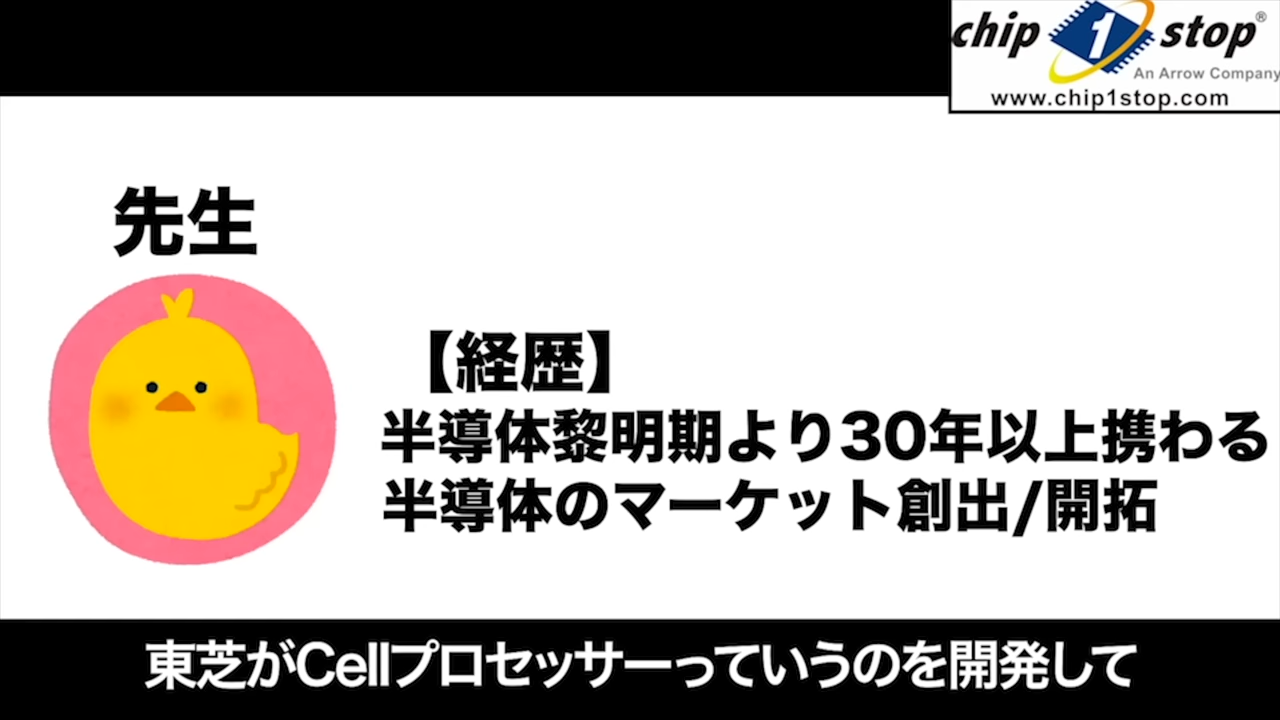 chip 1 stop®
An Arrow Company
www.chip1stop.com
先生
【経歴】
半導体黎明期より30年以上携わる
半導体のマーケット創出/開拓
東芝がCellプロセッサーっていうのを開発して